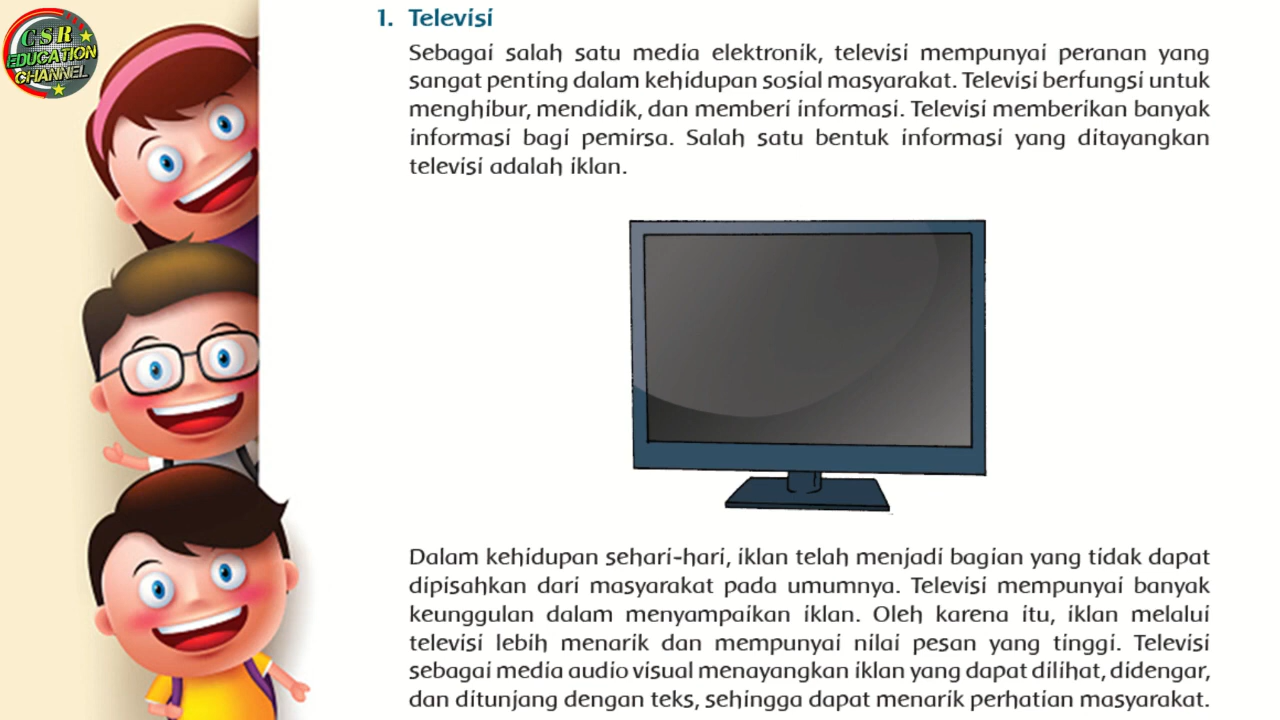 CSR
EDUCATION
CHANNEL
1. Televisi
Sebagai salah satu media elektronik, televisi mempunyai peranan yang
sangat penting dalam kehidupan sosial masyarakat. Televisi berfungsi untuk
menghibur, mendidik, dan memberi informasi. Televisi memberikan banyak
informasi bagi pemirsa. Salah satu bentuk informasi yang ditayangkan
televisi adalah iklan.
Dalam kehidupan sehari-hari, iklan telah menjadi bagian yang tidak dapat
dipisahkan dari masyarakat pada umumnya. Televisi mempunyai banyak
keunggulan dalam menyampaikan iklan. Oleh karena itu, iklan melalui
televisi lebih menarik dan mempunyai nilai pesan yang tinggi. Televisi
sebagai media audio visual menayangkan iklan yang dapat dilihat, didengar,
dan ditunjang dengan teks, sehingga dapat menarik perhatian masyarakat.